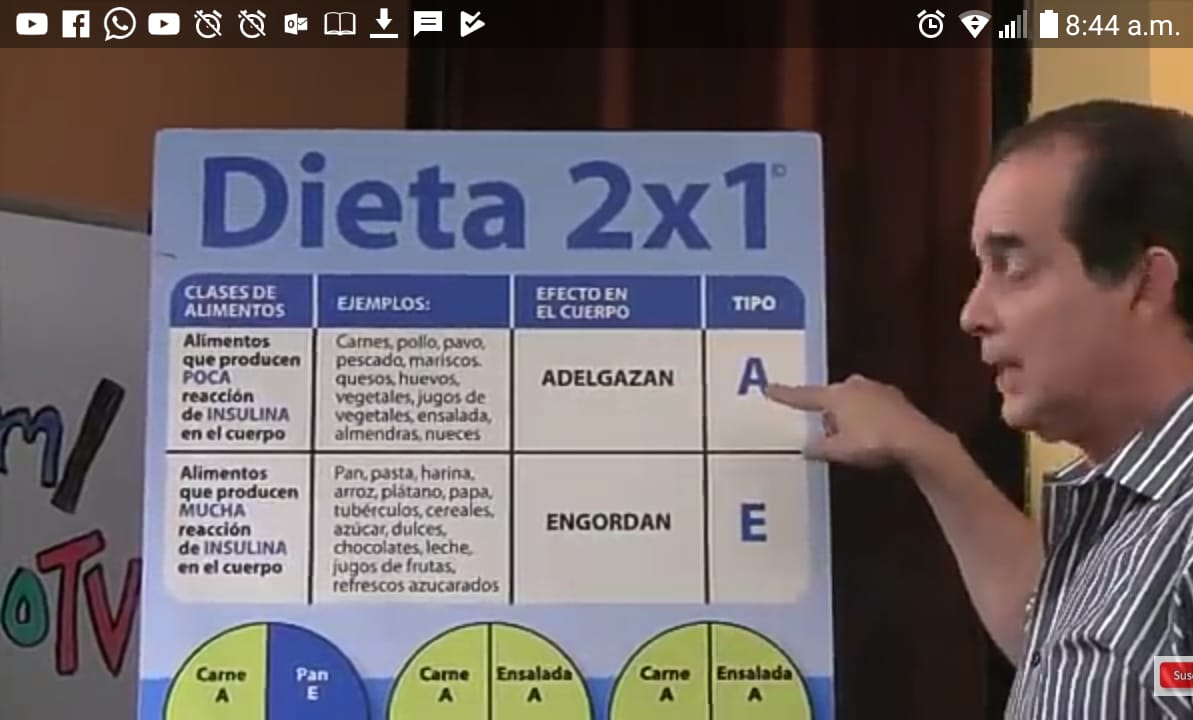 8:44 a.m.
Dieta 2x1©
CLASES DE
ALIMENTOS
EJEMPLOS:
EFECTO EN
EL CUERPO
TIPO
Alimentos
que producen
POCA
reacción
de INSULINA
en el cuerpo
Carnes, pollo, pavo,
pescado, mariscos.
quesos, huevos,
vegetales, jugos de
vegetales, ensalada,
almendras, nueces
ADELGAZAN
A
Alimentos
que producen
MUCHA
reacción
de INSULINA
en el cuerpo
Pan, pasta, harina,
arroz, plátano, papa,
tubérculos, cereales,
azúcar, dulces,
chocolates, leche,
jugos de frutas,
refrescos azucarados
ENGORDAN
E
Carne
A
Pan
E
Carne
A
Ensalada
A
Carne
A
Ensalada
A
m/
oTv
Sus